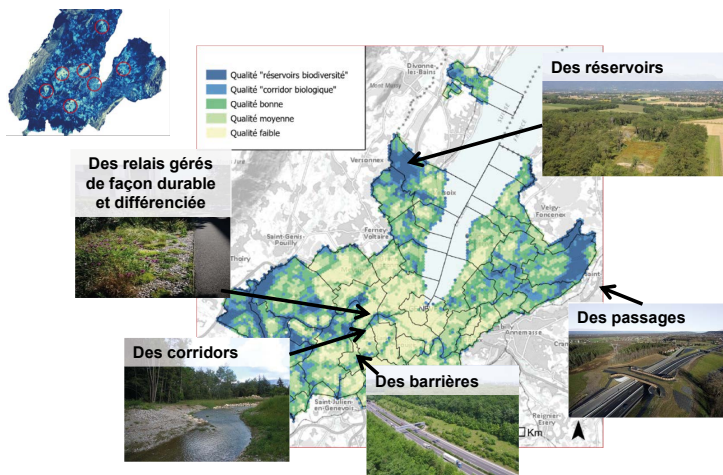 Qualité "réservoirs biodiversité"
Qualité "corridor biologique"
Qualité bonne
Qualité moyenne
Qualité faible
Divonne
les-Bains
Mont Mussy
Des réservoirs
Des relais gérés
de façon durable
et différenciée
Versonnex
Veigy-
Foncenex
Ferney-
Voltaire
Saint-Genis-
Pouilly
Thoiry
Annemasse
Des passages
Des corridors
Des barrières
Saint-Julien
en-Genevois
Reignier-
Esery
Km